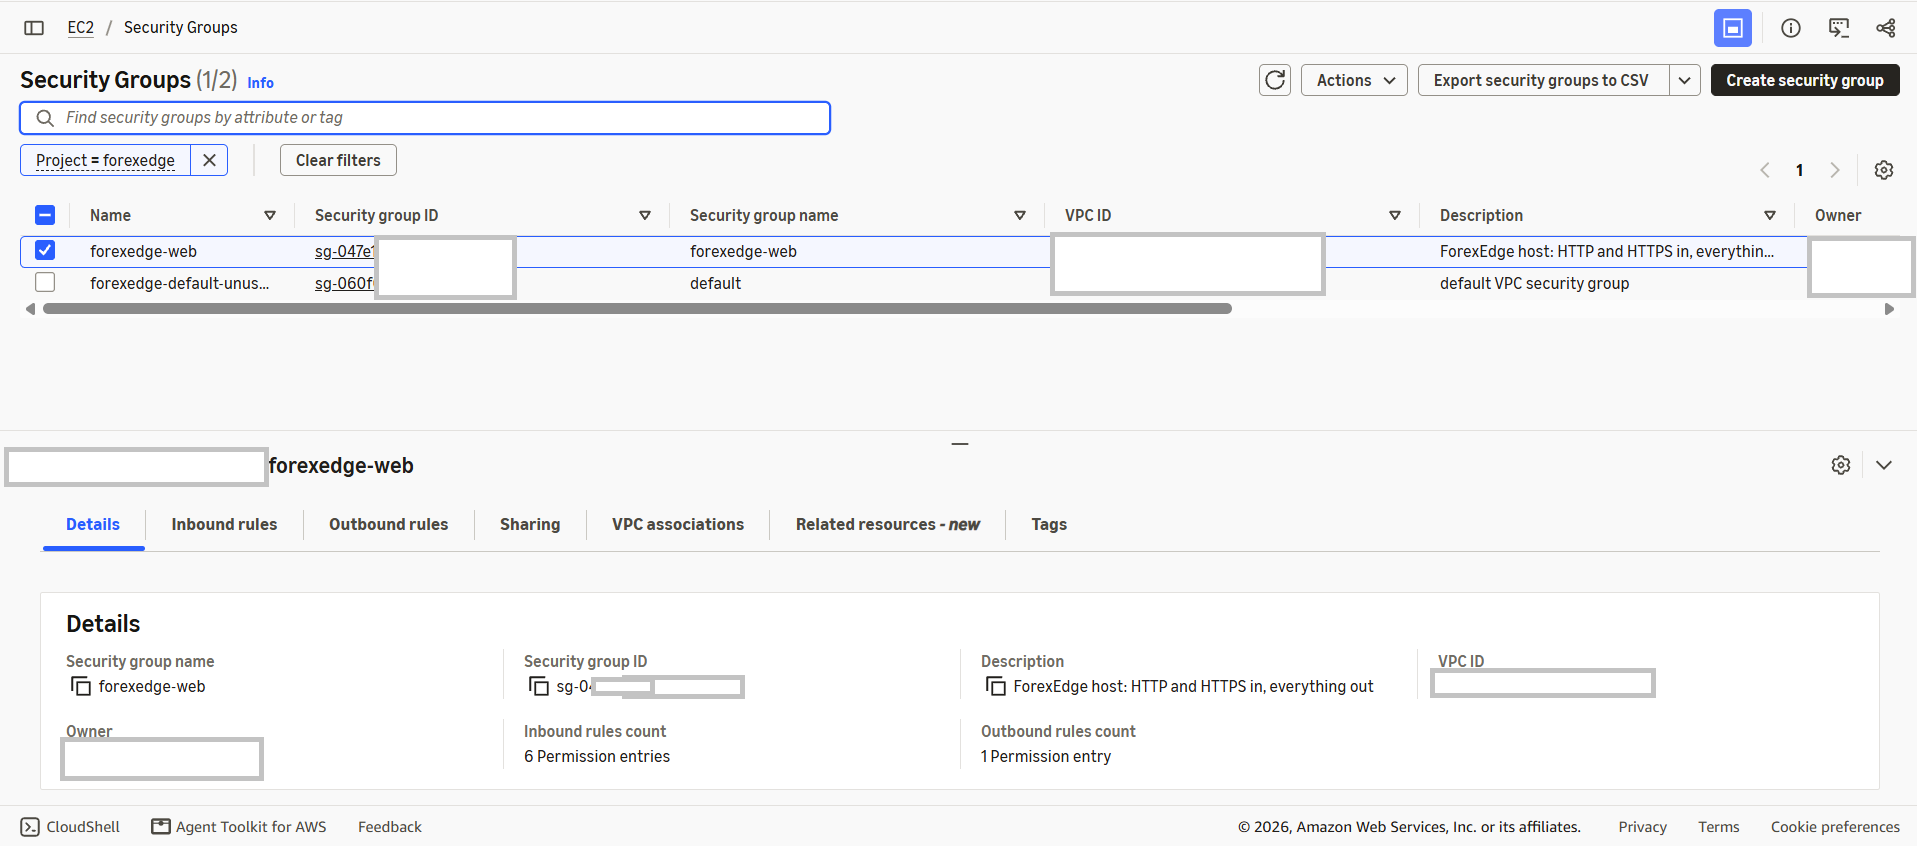 EC2 / Security Groups
Security Groups (1/2) Info
Actions
Export security groups to CSV
Create security group
Find security groups by attribute or tag
Project = forexedge
Clear filters
1
Name Security group ID Security group name VPC ID Description Owner
forexedge-web sg-047e forexedge-web ForexEdge host: HTTP and HTTPS in, everythin...
forexedge-default-unus... sg-060f default default VPC security group
forexedge-web
Details Inbound rules Outbound rules Sharing VPC associations Related resources - new Tags
Details
Security group name Security group ID Description VPC ID
forexedge-web sg-0 ForexEdge host: HTTP and HTTPS in, everything out
Owner Inbound rules count Outbound rules count
6 Permission entries 1 Permission entry
CloudShell Agent Toolkit for AWS Feedback © 2026, Amazon Web Services, Inc. or its affiliates. Privacy Terms Cookie preferences